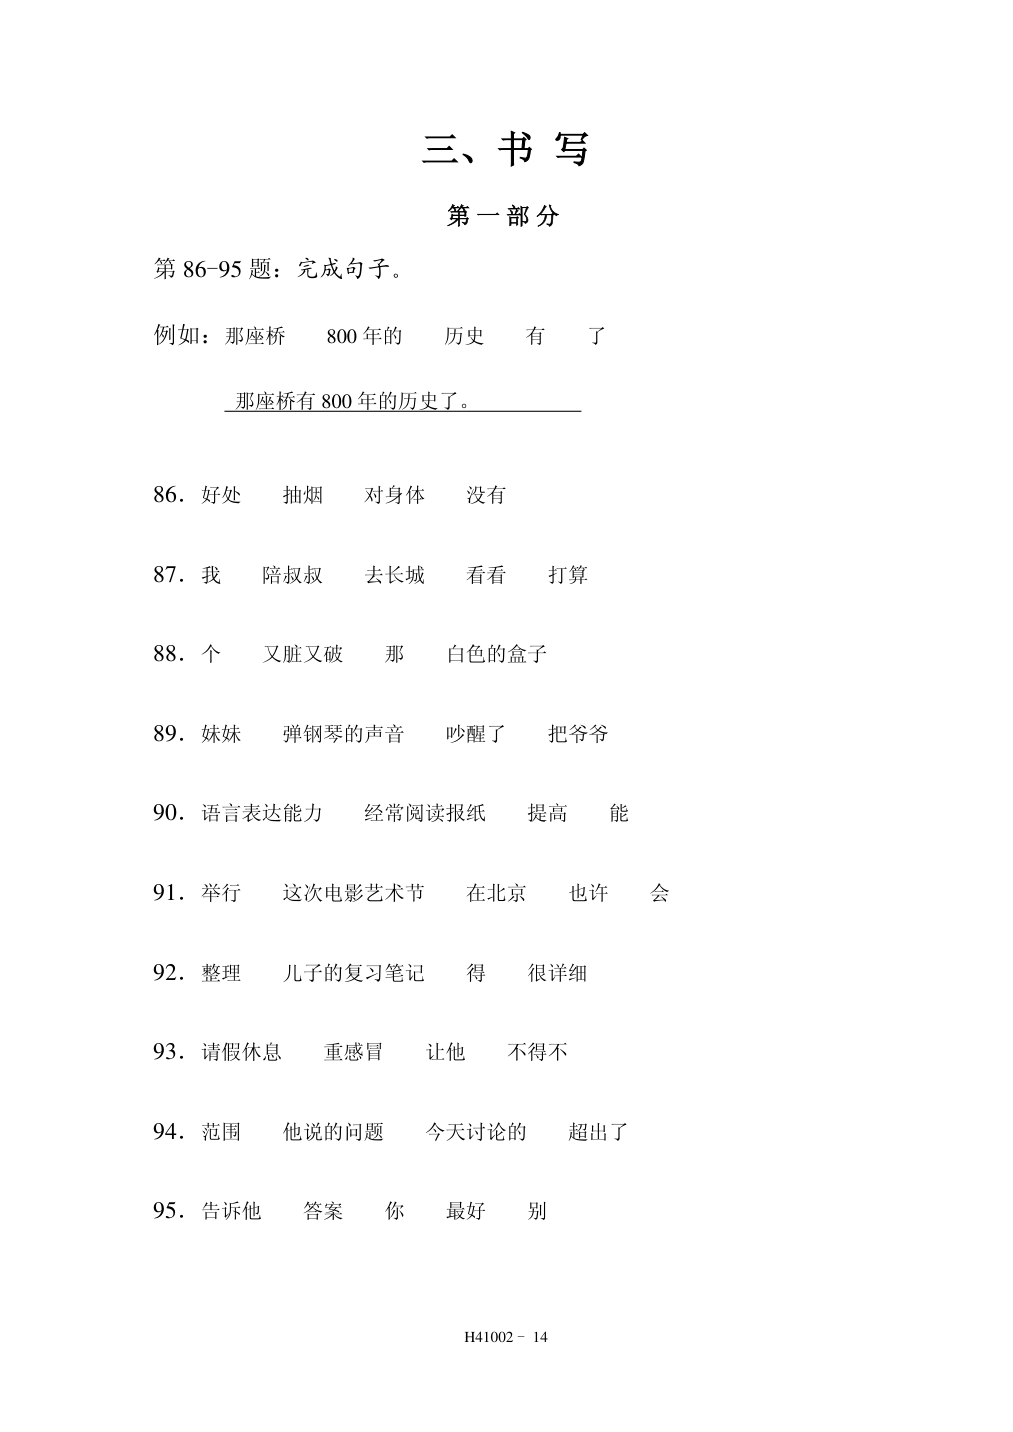 三、书 写
第 一 部 分
第 86-95 题：完成句子。
例如：那座桥 800 年的 历史 有 了
那座桥有 800 年的历史了。
86．好处 抽烟 对身体 没有
87．我 陪叔叔 去长城 看看 打算
88．个 又脏又破 那 白色的盒子
89．妹妹 弹钢琴的声音 吵醒了 把爷爷
90．语言表达能力 经常阅读报纸 提高 能
91．举行 这次电影艺术节 在北京 也许 会
92．整理 儿子的复习笔记 得 很详细
93．请假休息 重感冒 让他 不得不
94．范围 他说的问题 今天讨论的 超出了
95．告诉他 答案 你 最好 别
H41002 - 14